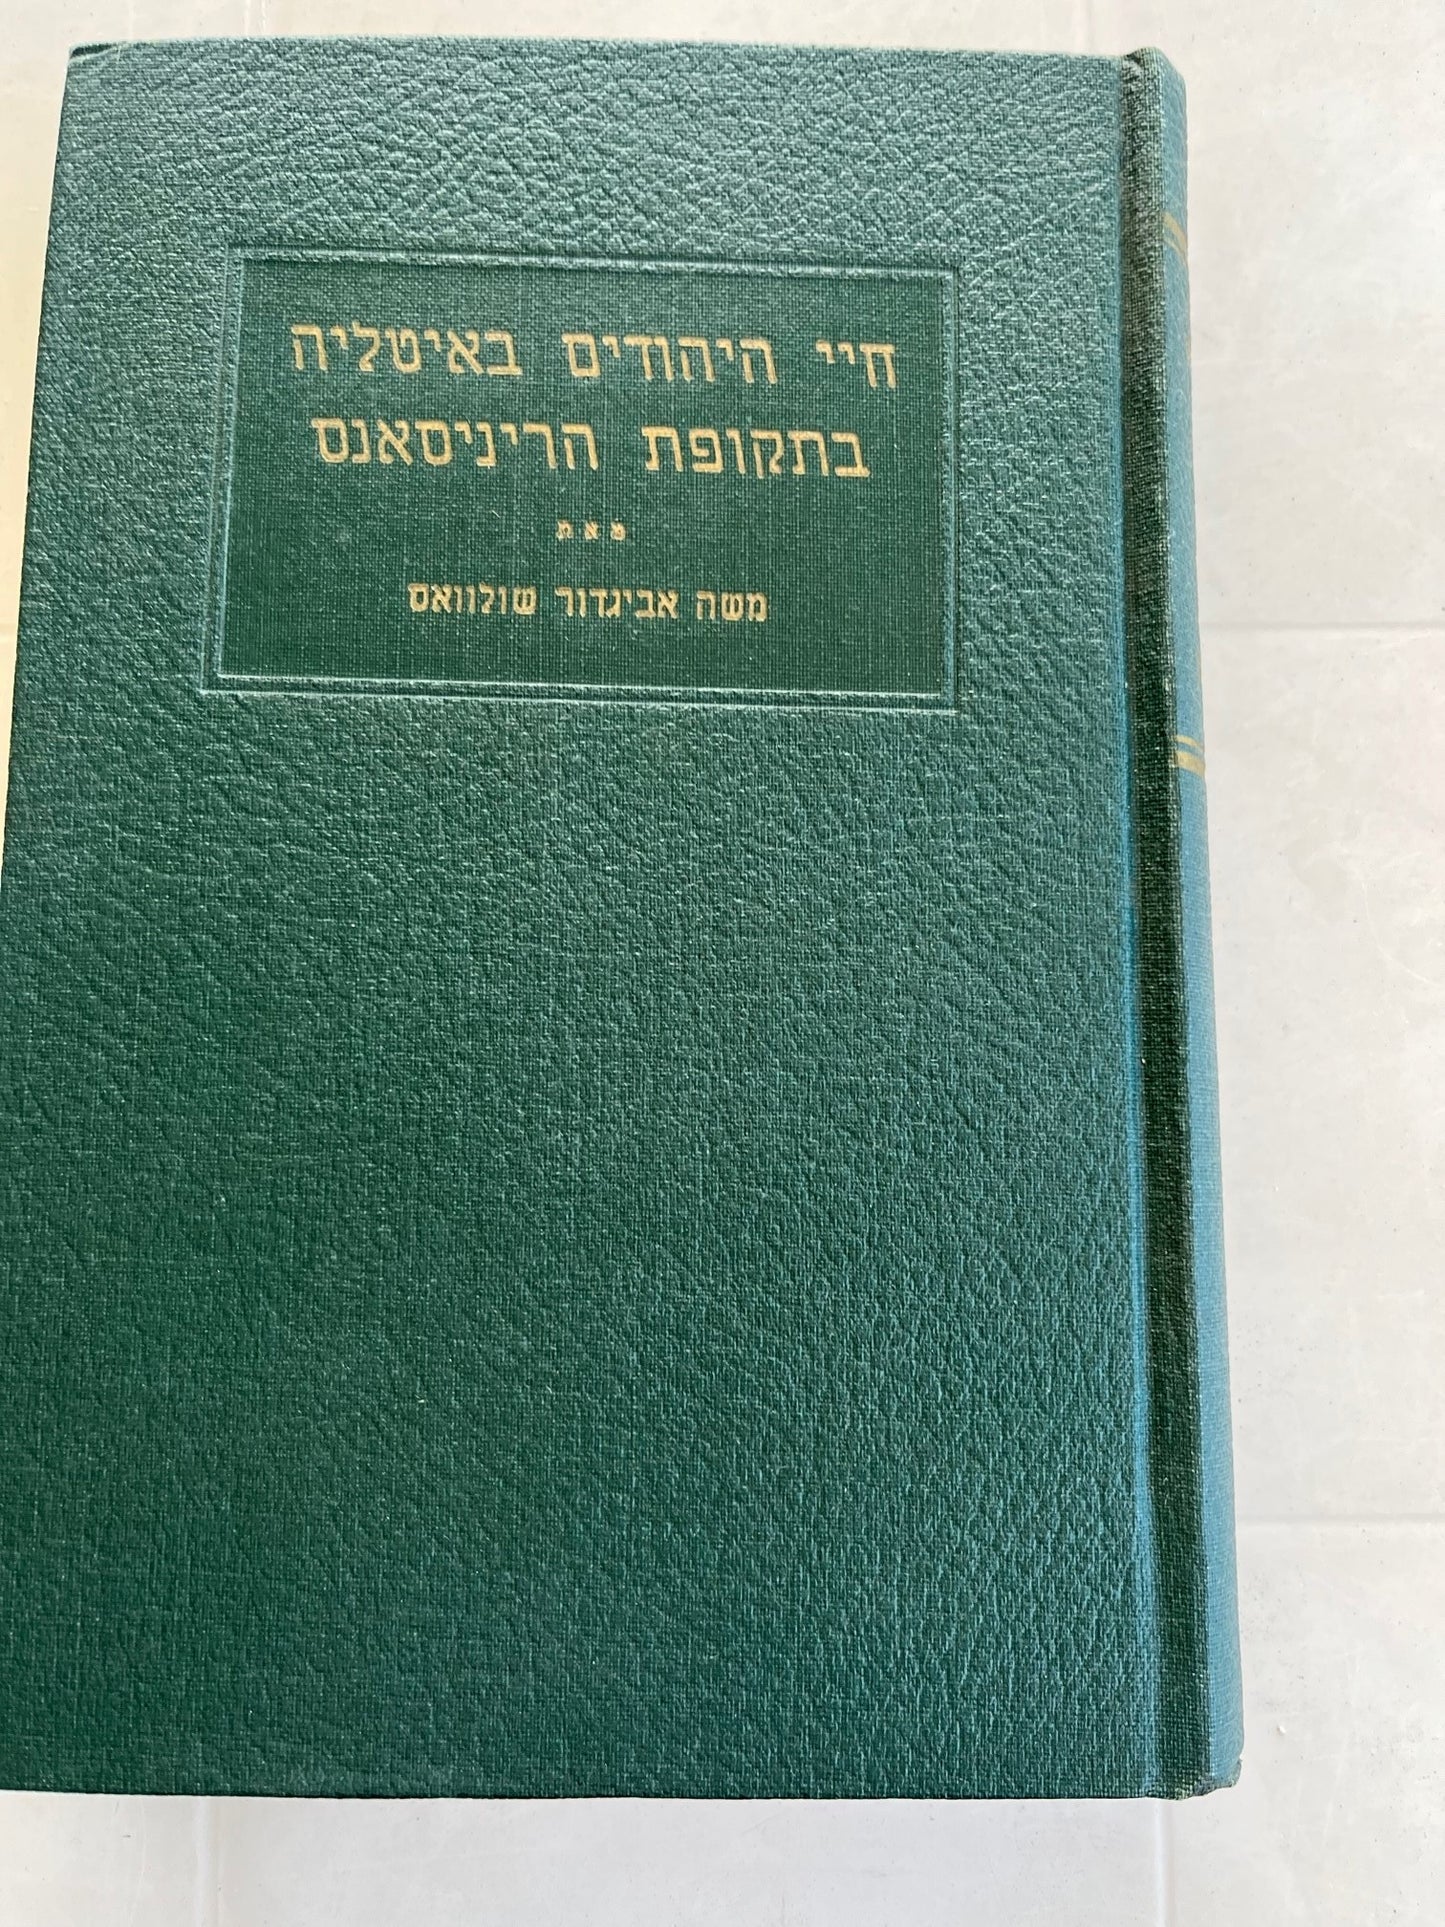 חיי היהודים באיטליה
בתקופת הריניסאנס
מאת
משה אביגדור שולוואס